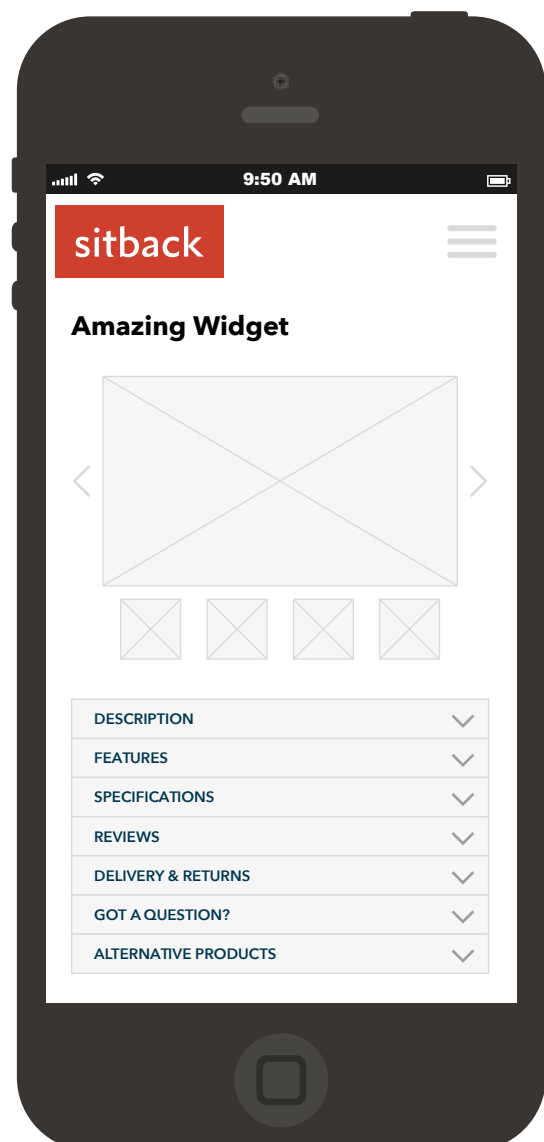 9:50 AM
sitback
Amazing Widget
DESCRIPTION
FEATURES
SPECIFICATIONS
REVIEWS
DELIVERY & RETURNS
GOT A QUESTION?
ALTERNATIVE PRODUCTS